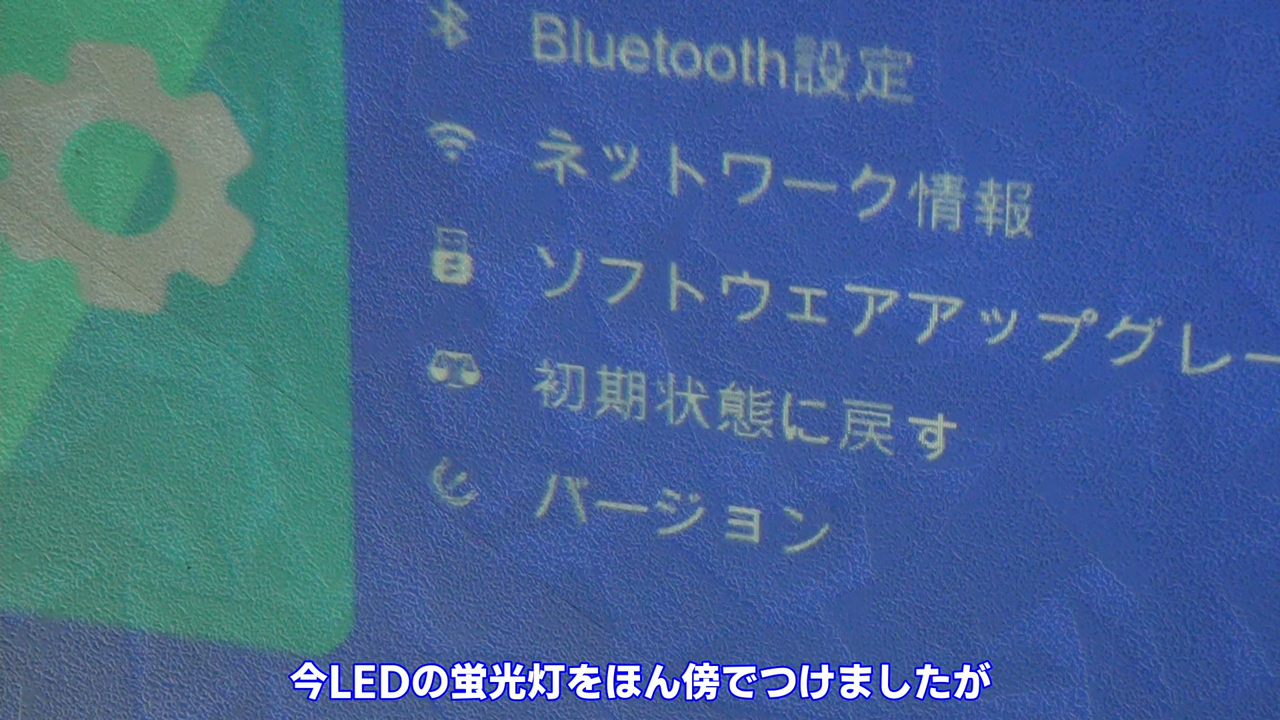 Bluetooth設定
ネットワーク情報
ソフトウェアアップグレー
初期状態に戻す
バージョン
今LEDの蛍光灯をほん傍でつけましたが